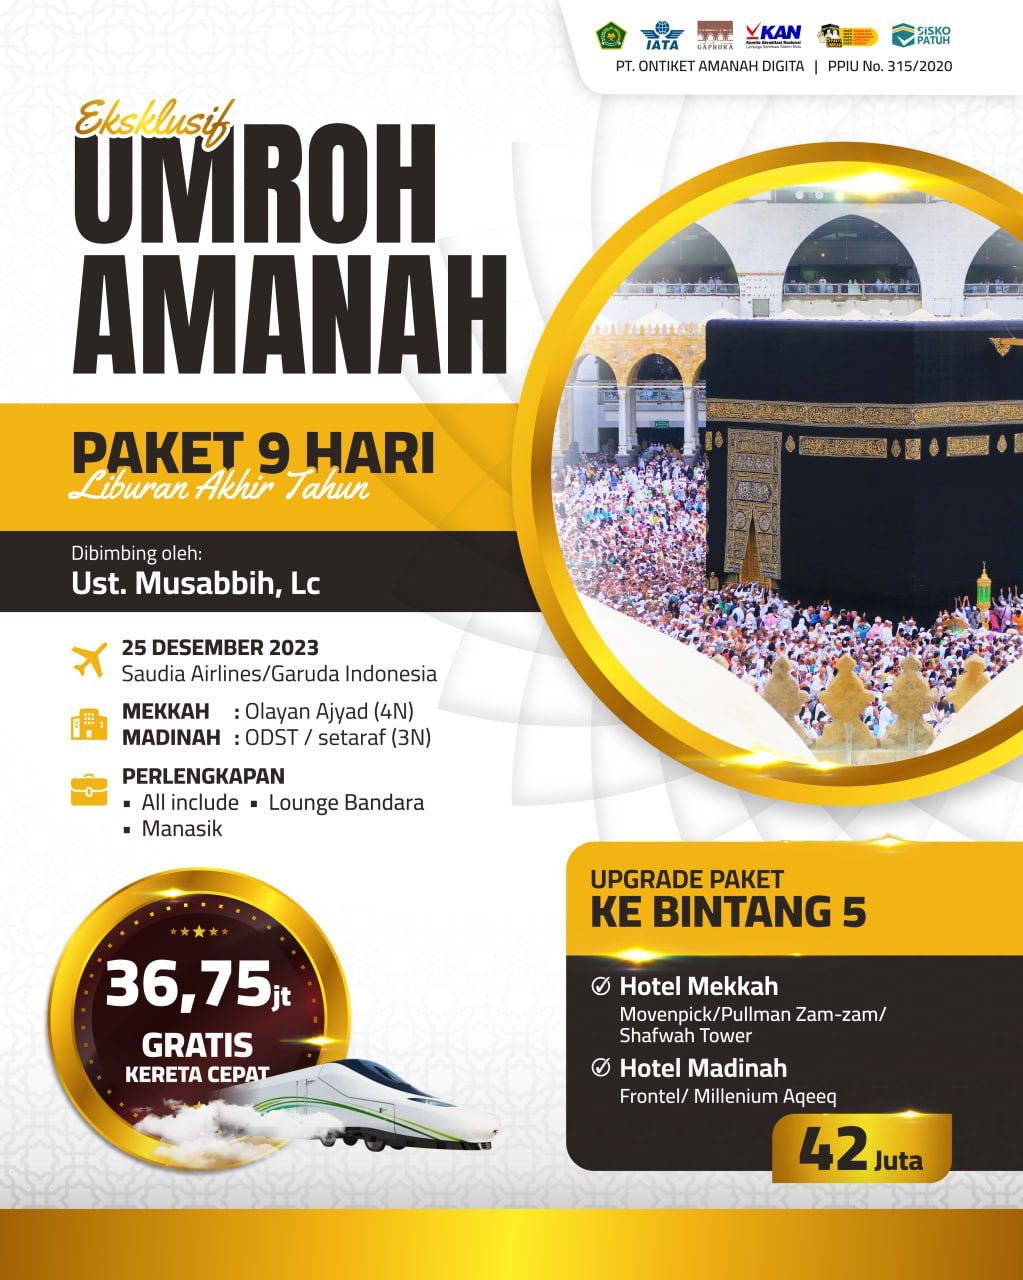 IATA
GAPHURA
KAN
Komite Akreditasi Nasional
SiSKO
PATUH
PT. ONTIKET AMANAH DIGITA | PPIU No. 315/2020
Eksklusif
UMROH
AMANAH
PAKET 9 HARI
Liburan Akhir Tahun
Dibimbing oleh:
Ust. Musabbih, Lc
25 DESEMBER 2023
Saudia Airlines/Garuda Indonesia
MEKKAH : Olayan Ajyad (4N)
MADINAH : ODST / setaraf (3N)
PERLENGKAPAN
▪ All include ▪ Lounge Bandara
▪ Manasik
36,75jt
GRATIS
KERETA CEPAT
UPGRADE PAKET
KE BINTANG 5
Hotel Mekkah
Movenpick/Pullman Zam-zam/
Shafwah Tower
Hotel Madinah
Frontel/ Millenium Aqeeq
42 Juta